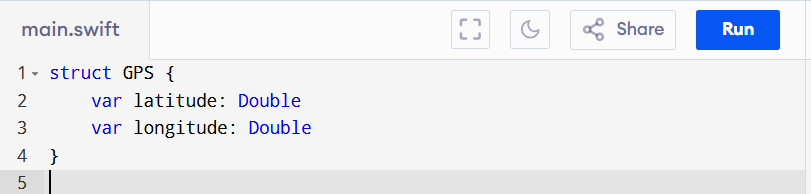 main.swift Share Run
1 struct GPS {
2 var latitude: Double
3 var longitude: Double
4 }
5